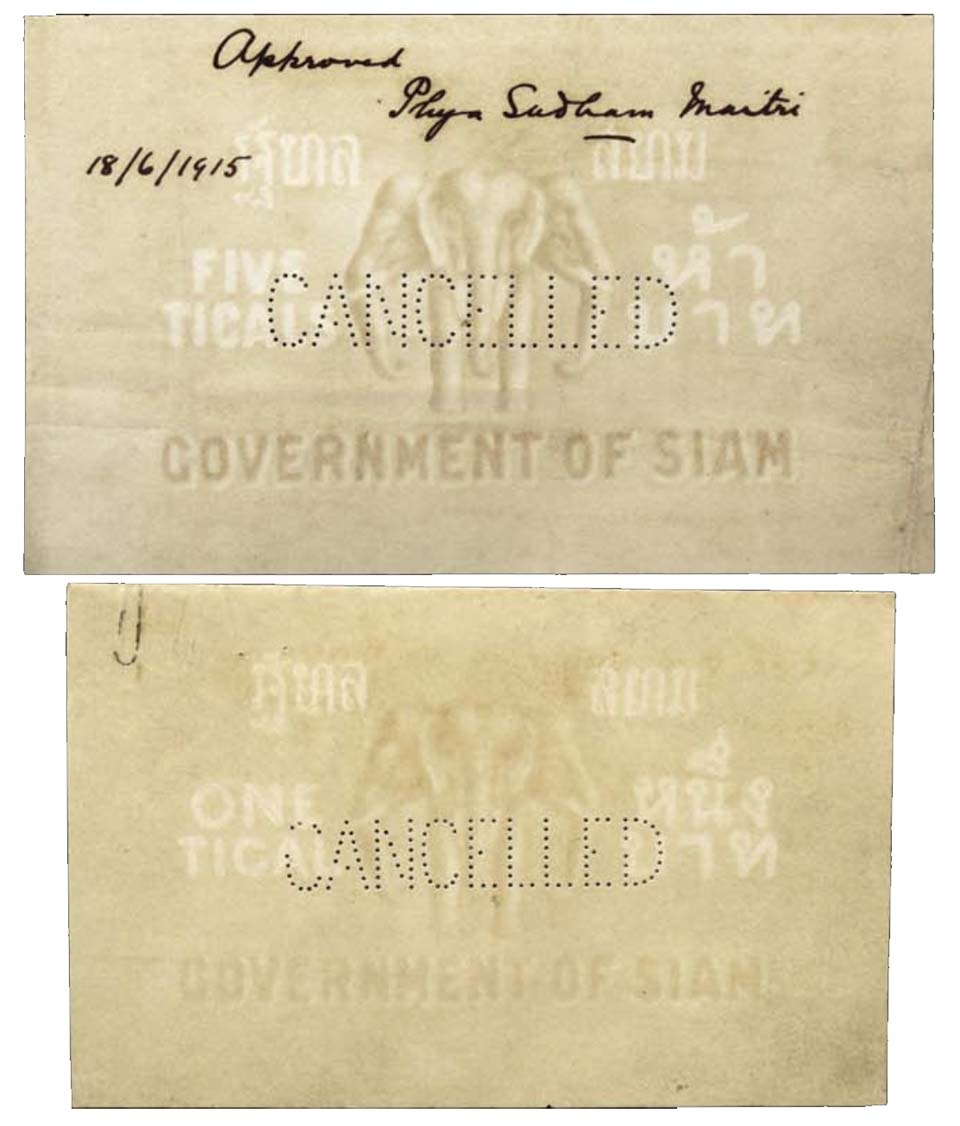 Approved
Phya Sudham Maitri
18/6/1915
รัฐบาล สยาม
FIVE ห้า
TICALS บาท
CANCELLED
GOVERNMENT OF SIAM
รัฐบาล สยาม
ONE หนึ่ง
TICAL บาท
CANCELLED
GOVERNMENT OF SIAM